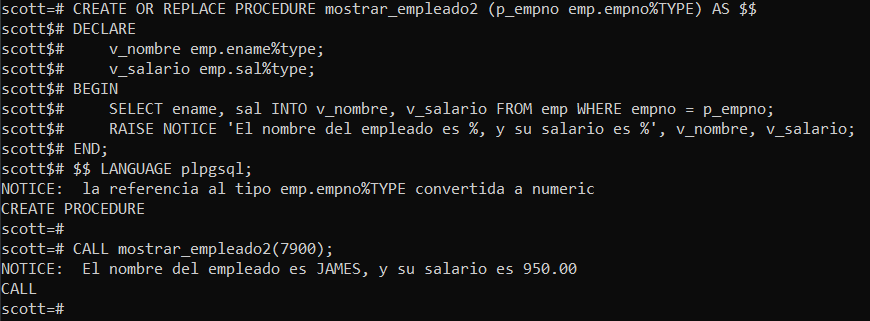 scott=# CREATE OR REPLACE PROCEDURE mostrar_empleado2 (p_empno emp.empno%TYPE) AS $$
scott$# DECLARE
scott$#     v_nombre emp.ename%type;
scott$#     v_salario emp.sal%type;
scott$# BEGIN
scott$#     SELECT ename, sal INTO v_nombre, v_salario FROM emp WHERE empno = p_empno;
scott$#     RAISE NOTICE 'El nombre del empleado es %, y su salario es %', v_nombre, v_salario;
scott$# END;
scott$# $$ LANGUAGE plpgsql;
NOTICE:  la referencia al tipo emp.empno%TYPE convertida a numeric
CREATE PROCEDURE
scott=#
scott=# CALL mostrar_empleado2(7900);
NOTICE:  El nombre del empleado es JAMES, y su salario es 950.00
CALL
scott=#